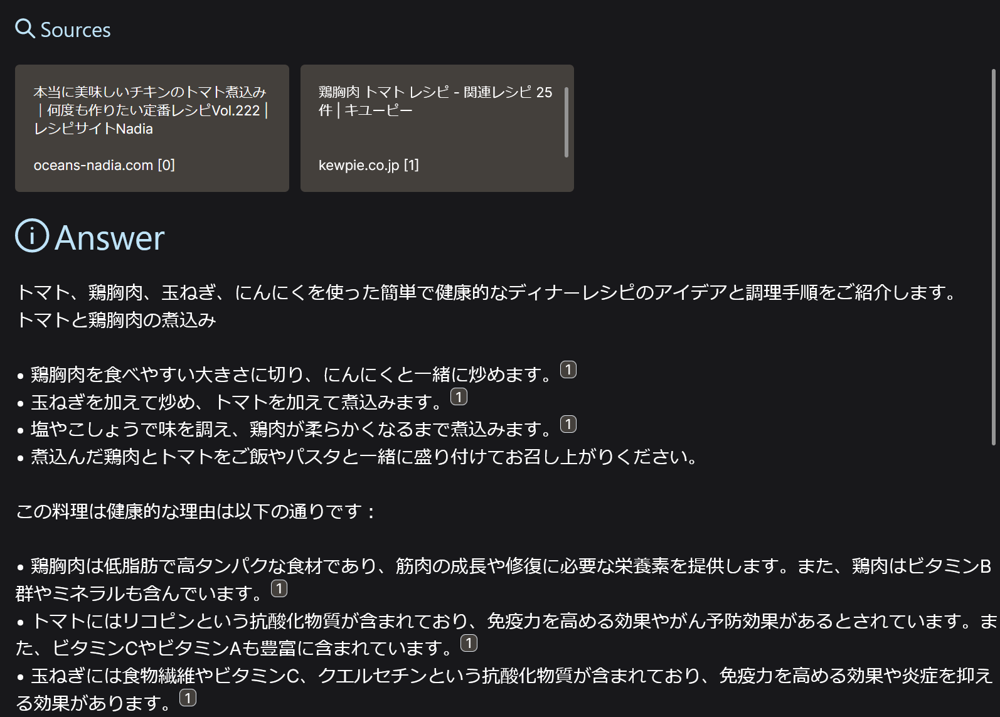 Sources
本当に美味しいチキンのトマト煮込み
｜何度も作りたい定番レシピVol.222 |
レシピサイトNadia
oceans-nadia.com [0]
鶏胸肉 トマト レシピ - 関連レシピ 25
件 | キユーピー
kewpie.co.jp [1]
Answer
トマト、鶏胸肉、玉ねぎ、にんにくを使った簡単で健康的なディナーレシピのアイデアと調理手順をご紹介します。
トマトと鶏胸肉の煮込み
• 鶏胸肉を食べやすい大きさに切り、にんにくと一緒に炒めます。 1
• 玉ねぎを加えて炒め、トマトを加えて煮込みます。 1
• 塩やこしょうで味を調え、鶏肉が柔らかくなるまで煮込みます。 1
• 煮込んだ鶏肉とトマトをご飯やパスタと一緒に盛り付けてお召し上がりください。
この料理は健康的な理由は以下の通りです：
• 鶏胸肉は低脂肪で高タンパクな食材であり、筋肉の成長や修復に必要な栄養素を提供します。また、鶏肉はビタミンB
群やミネラルも含んでいます。 1
• トマトにはリコピンという抗酸化物質が含まれており、免疫力を高める効果やがん予防効果があるとされています。ま
た、ビタミンCやビタミンAも豊富に含まれています。 1
• 玉ねぎには食物繊維やビタミンC、クエルセチンという抗酸化物質が含まれており、免疫力を高める効果や炎症を抑え
る効果があります。 1